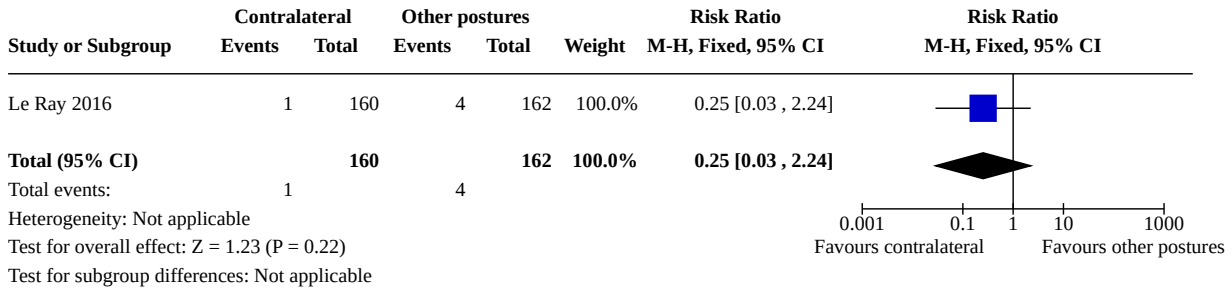 Contralateral Other postures Risk Ratio Risk Ratio
Study or Subgroup Events Total Events Total Weight M-H, Fixed, 95% CI M-H, Fixed, 95% CI
Le Ray 2016 1 160 4 162 100.0% 0.25 [0.03 , 2.24]
Total (95% CI) 160 162 100.0% 0.25 [0.03 , 2.24]
Total events: 1 4
Heterogeneity: Not applicable
0.001 0.1 1 10 1000
Test for overall effect: Z = 1.23 (P = 0.22) Favours contralateral Favours other postures
Test for subgroup differences: Not applicable